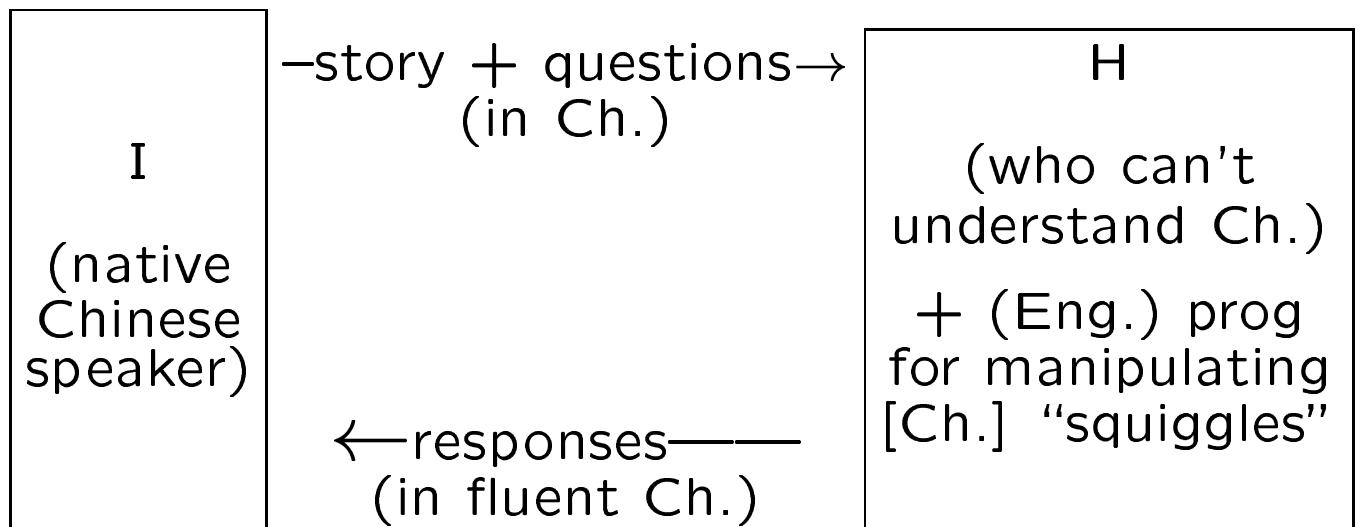 I
(native
Chinese
speaker)
–story + questions→
(in Ch.)
←responses——
(in fluent Ch.)
H
(who can't
understand Ch.)
+ (Eng.) prog
for manipulating
[Ch.] “squiggles”